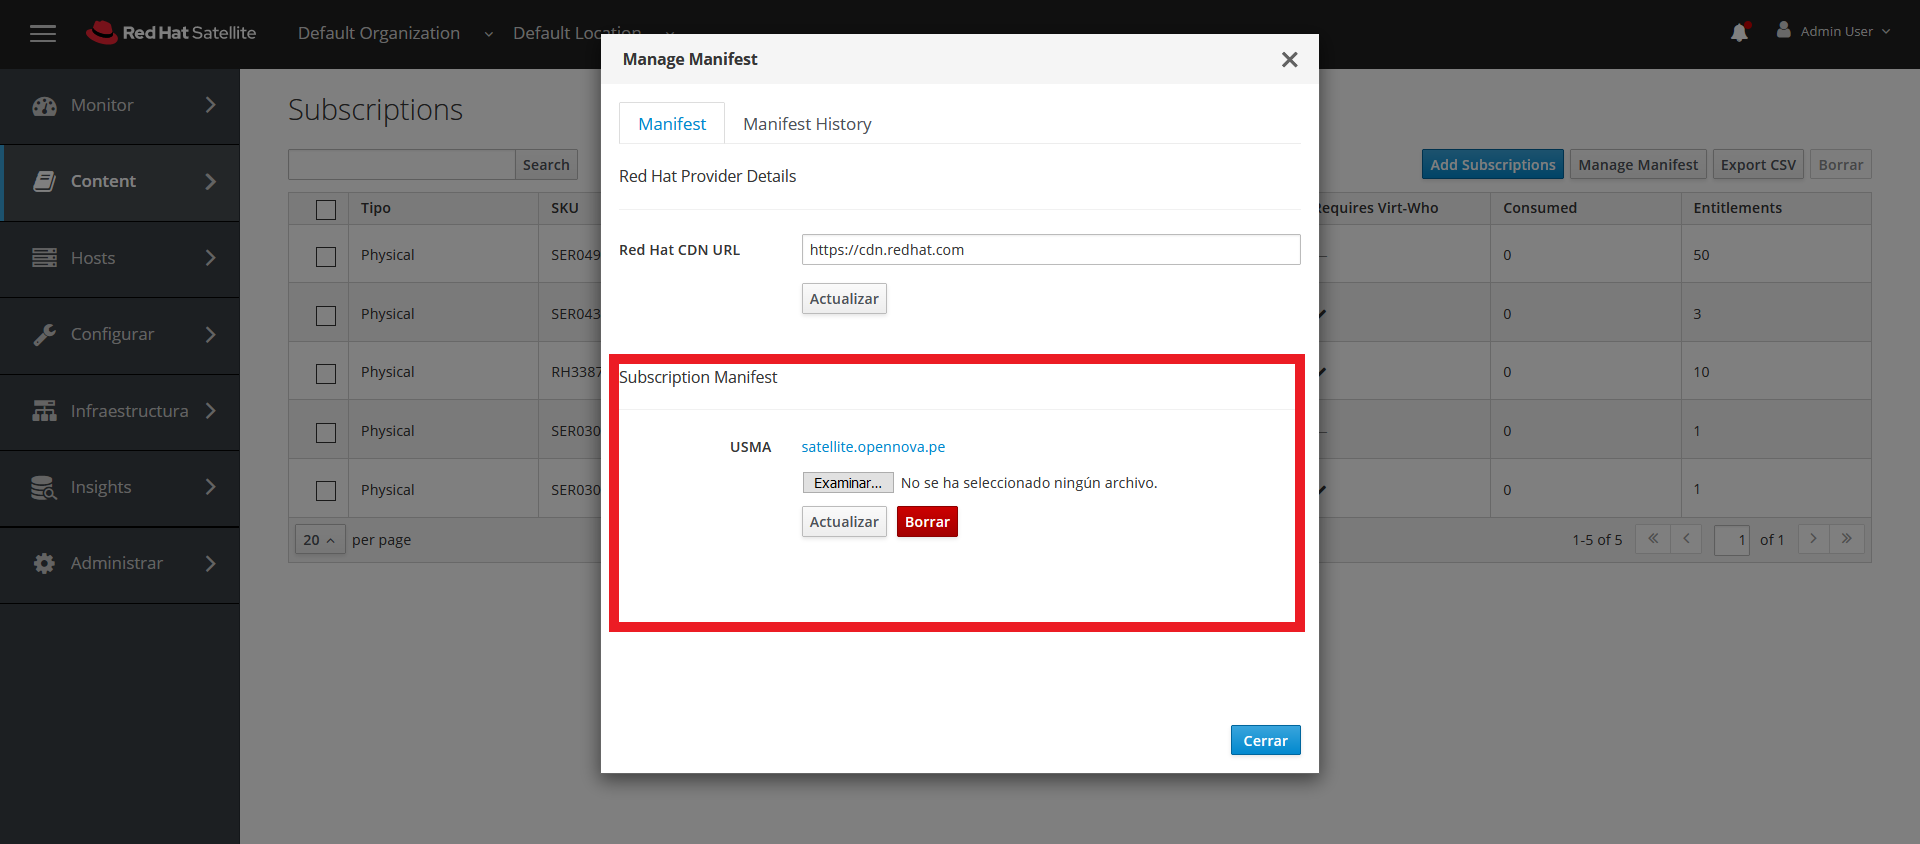 Red Hat Satellite
Default Organization
Default Location
Admin User
Monitor
Content
Hosts
Configurar
Infraestructura
Insights
Administrar
Subscriptions
Search
Add Subscriptions
Manage Manifest
Export CSV
Borrar
Tipo SKU Requires Virt-Who Consumed Entitlements
Physical SER049 0 50
Physical SER043 0 3
Physical RH3387 0 10
Physical SER030 0 1
Physical SER030 0 1
20 per page
1-5 of 5
1 of 1
Manage Manifest
Manifest
Manifest History
Red Hat Provider Details
Red Hat CDN URL
https://cdn.redhat.com
Actualizar
Subscription Manifest
USMA satellite.opennova.pe
Examinar... No se ha seleccionado ningún archivo.
Actualizar Borrar
Cerrar